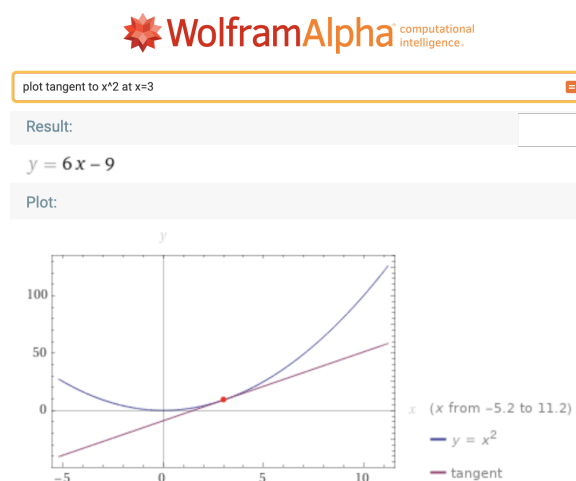 WolframAlpha computational intelligence.
plot tangent to x^2 at x=3
=
Result:
y = 6 x − 9
Plot:
y
100
50
0
x (x from −5.2 to 11.2)
y = x²
tangent
−5 0 5 10